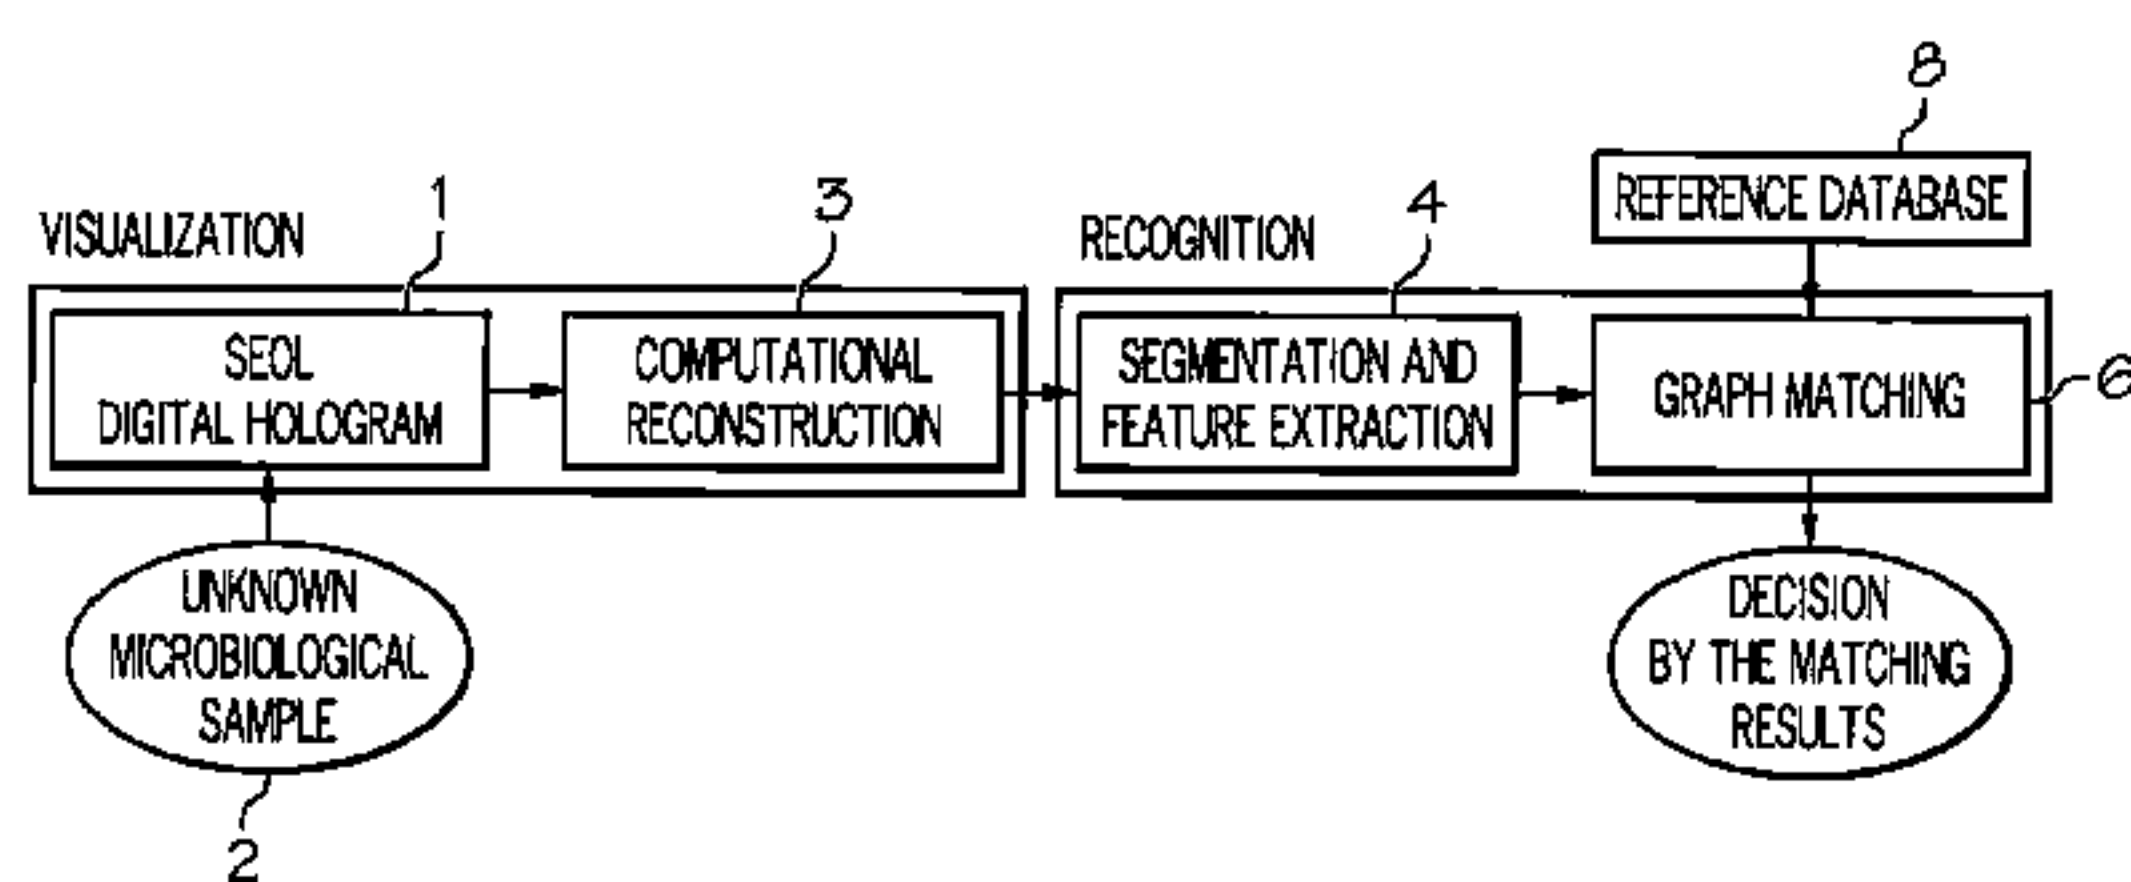 8
REFERENCE DATABASE
VISUALIZATION
1
3
RECOGNITION
4
SEOL
DIGITAL HOLOGRAM
COMPUTATIONAL
RECONSTRUCTION
SEGMENTATION AND
FEATURE EXTRACTION
GRAPH MATCHING
6
UNKNOWN
MICROBIOLOGICAL
SAMPLE
2
DECISION
BY THE MATCHING
RESULTS